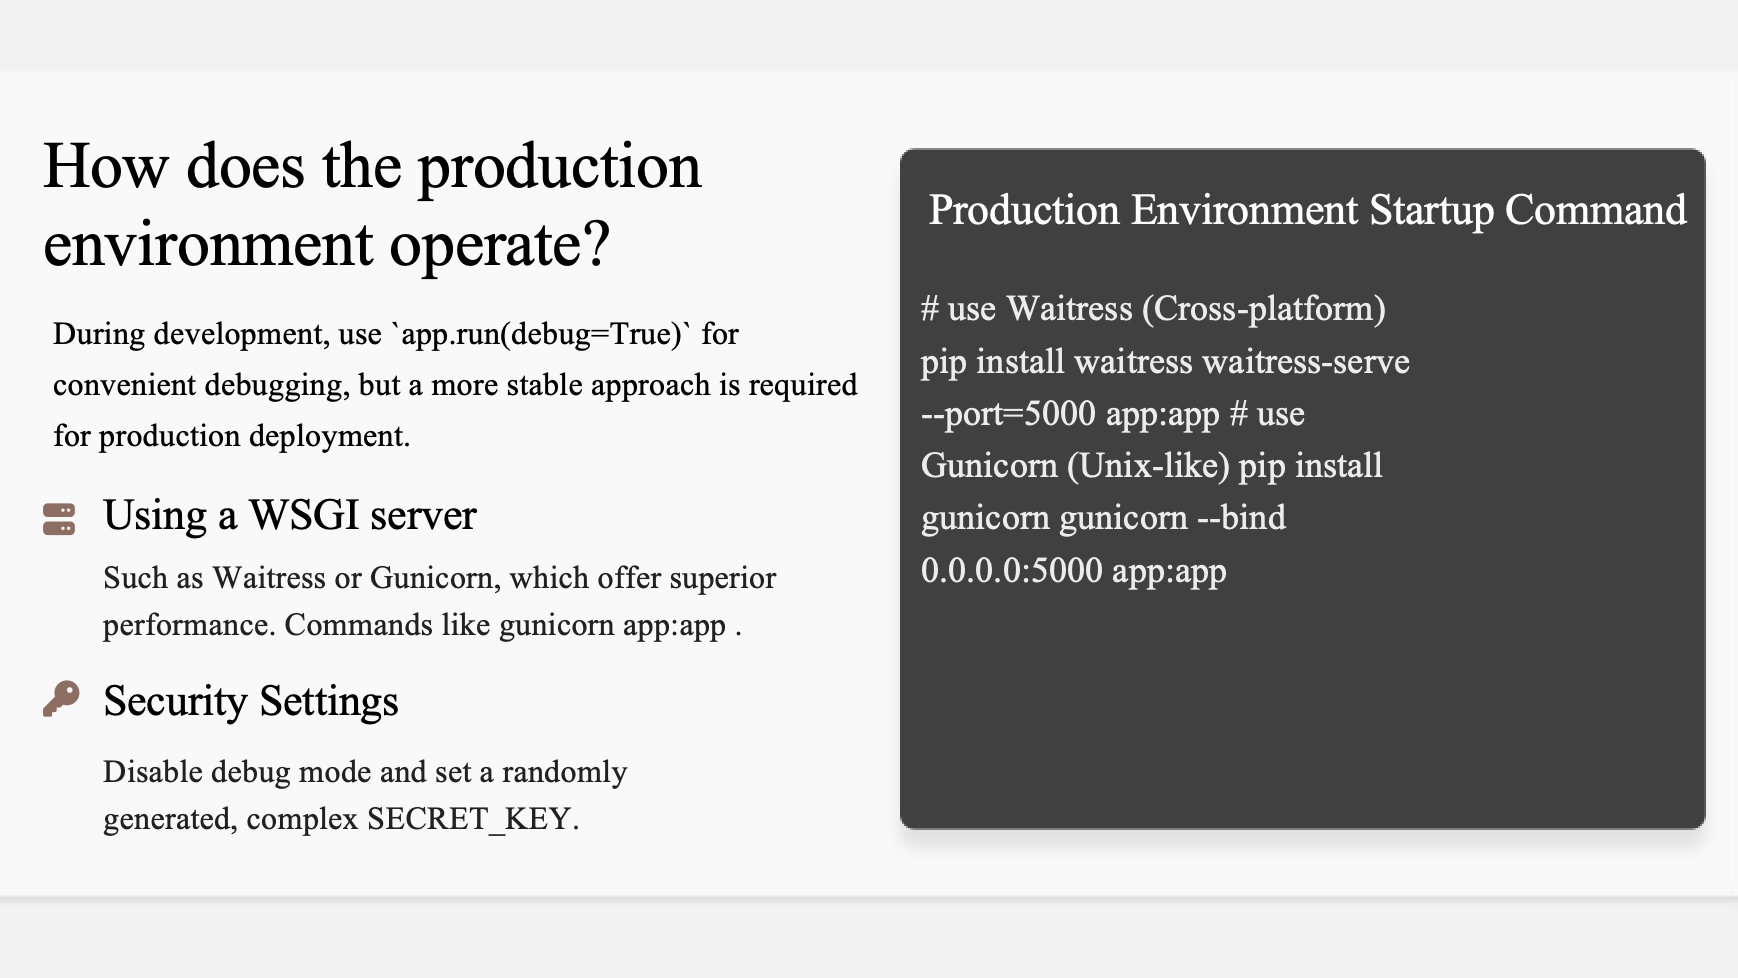 How does the production
environment operate?
During development, use `app.run(debug=True)` for
convenient debugging, but a more stable approach is required
for production deployment.
Using a WSGI server
Such as Waitress or Gunicorn, which offer superior
performance. Commands like gunicorn app:app .
Security Settings
Disable debug mode and set a randomly
generated, complex SECRET_KEY.
Production Environment Startup Command
# use Waitress (Cross-platform)
pip install waitress waitress-serve
--port=5000 app:app # use
Gunicorn (Unix-like) pip install
gunicorn gunicorn --bind
0.0.0.0:5000 app:app